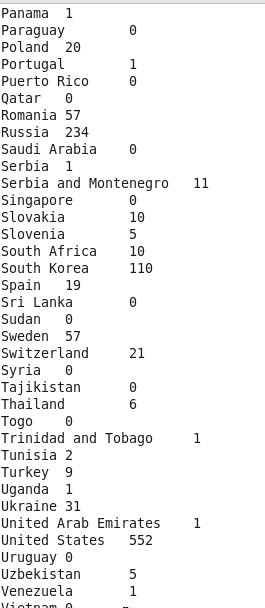 Panama	1
Paraguay	0
Poland	20
Portugal	1
Puerto Rico	0
Qatar	0
Romania	57
Russia	234
Saudi Arabia	0
Serbia	1
Serbia and Montenegro	11
Singapore	0
Slovakia	10
Slovenia	5
South Africa	10
South Korea	110
Spain	19
Sri Lanka	0
Sudan	0
Sweden	57
Switzerland	21
Syria	0
Tajikistan	0
Thailand	6
Togo	0
Trinidad and Tobago	1
Tunisia	2
Turkey	9
Uganda	1
Ukraine	31
United Arab Emirates	1
United States	552
Uruguay	0
Uzbekistan	5
Venezuela	1
Vietnam	0